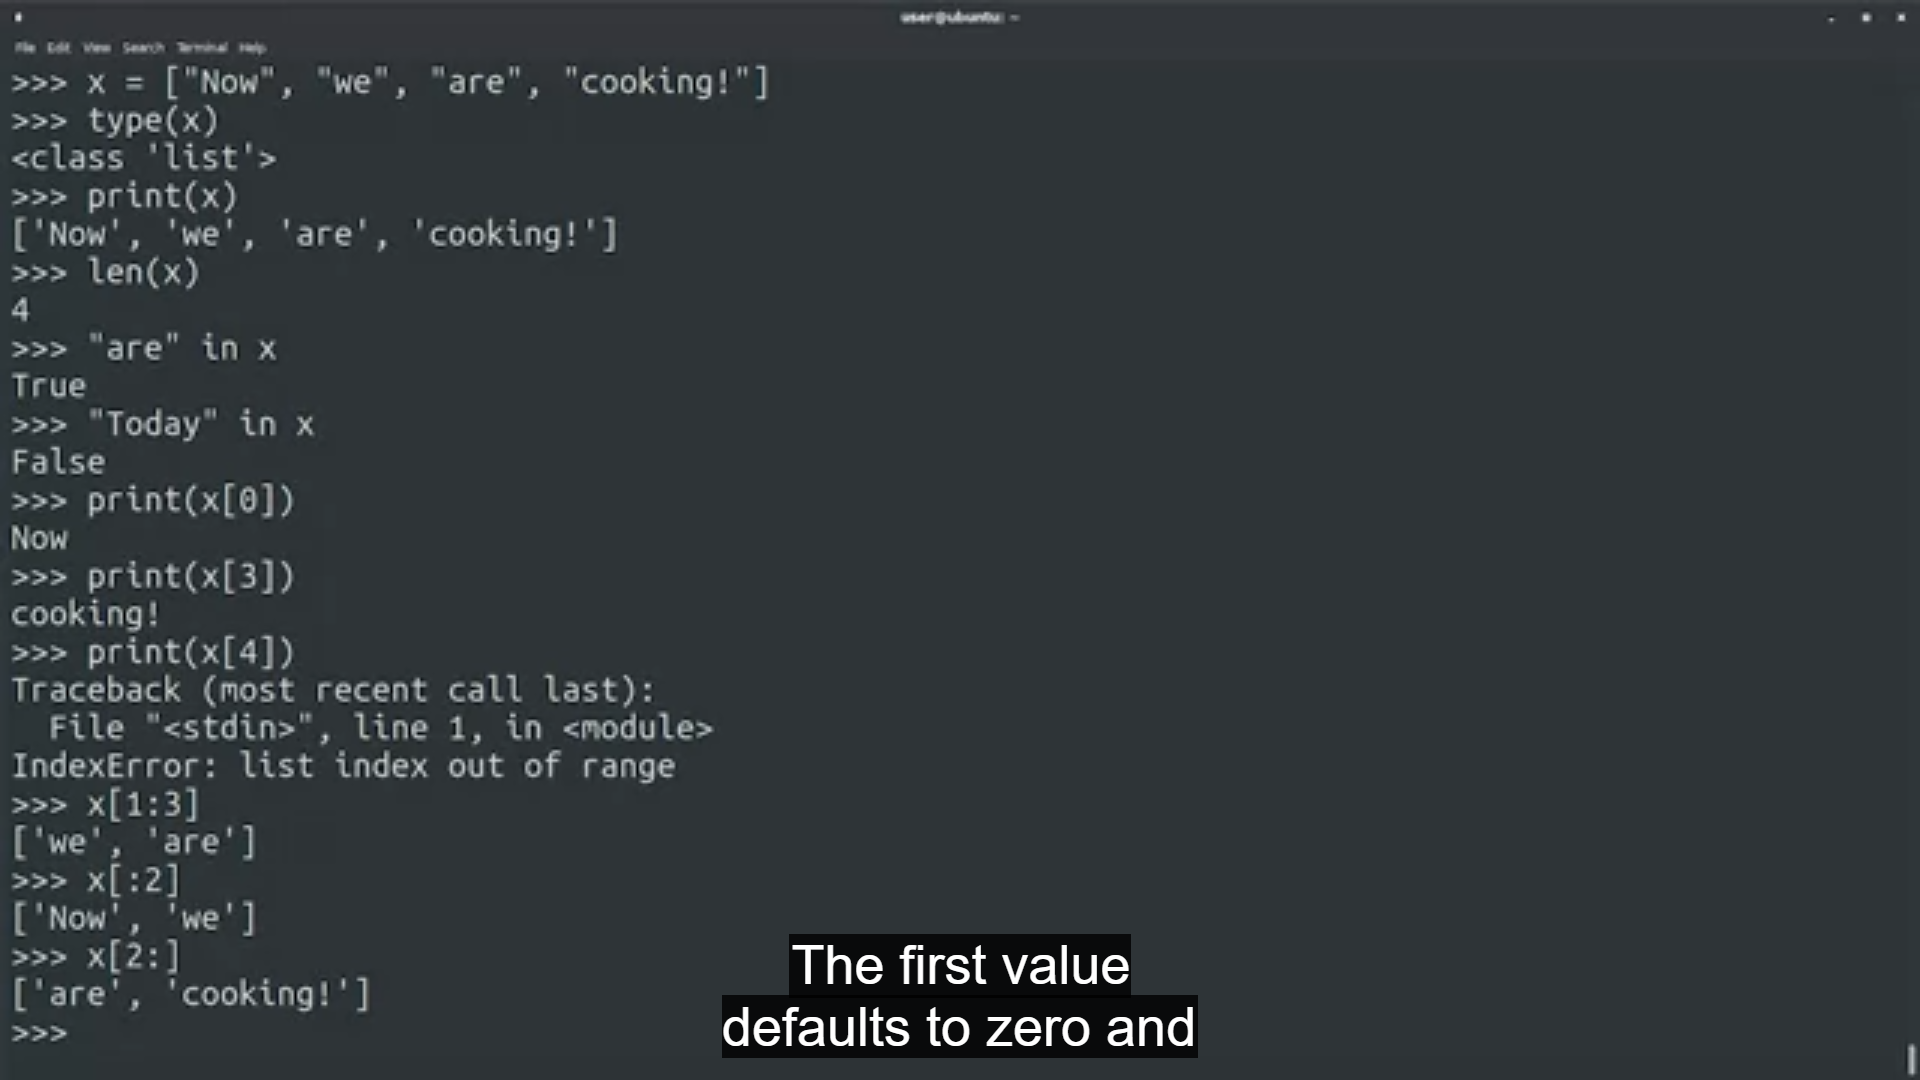 user@ubuntu: ~
File Edit View Search Terminal Help
>>> x = ["Now", "we", "are", "cooking!"]
>>> type(x)
<class 'list'>
>>> print(x)
['Now', 'we', 'are', 'cooking!']
>>> len(x)
4
>>> "are" in x
True
>>> "Today" in x
False
>>> print(x[0])
Now
>>> print(x[3])
cooking!
>>> print(x[4])
Traceback (most recent call last):
  File "<stdin>", line 1, in <module>
IndexError: list index out of range
>>> x[1:3]
['we', 'are']
>>> x[:2]
['Now', 'we']
>>> x[2:]
['are', 'cooking!']
>>>
The first value
defaults to zero and